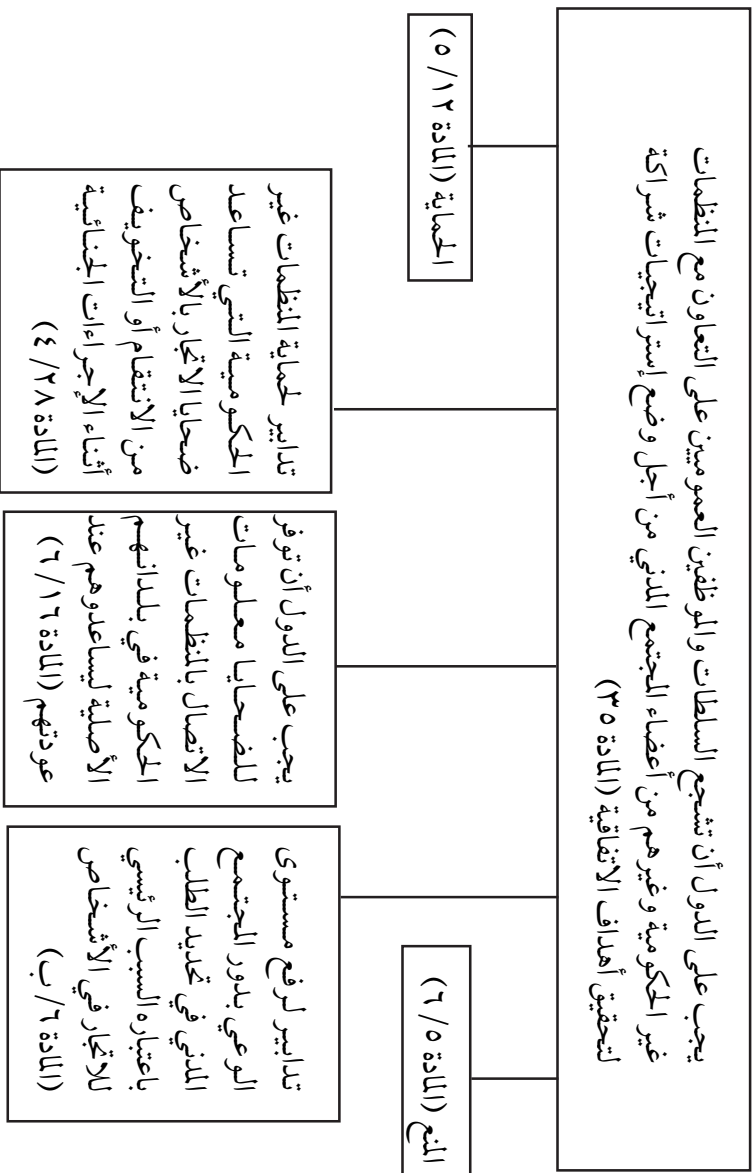 يجب على الدول أن تشجع السلطات والموظفين العموميين على التعاون مع المنظمات
غير الحكومية وغيرهم من أعضاء المجتمع المدني من أجل وضع إستراتيجيات شراكة
لتحقيق أهداف الاتفاقية (المادة ٣٥)
المنع (المادة ٥/ ٦)
الحماية (المادة ١٢/ ٥)
تدابير لرفع مستوى
الوعي بدور المجتمع
المدني في تحديد الطلب
باعتباره السبب الرئيسي
للاتجار في الأشخاص
(المادة ٦/ ب)
يجب على الدول أن توفر
للضحايا معلومات
الاتصال بالمنظمات غير
الحكومية في بلدانهم
الأصلية ليساعدوهم عند
عودتهم (المادة ١٦/ ٦)
تدابير لحماية المنظمات غير
الحكومية التي تساعد
ضحايا الاتجار بالأشخاص
من الانتقام أو التخويف
أثناء الإجراءات الجنائية
(المادة ٢٨/ ٤)